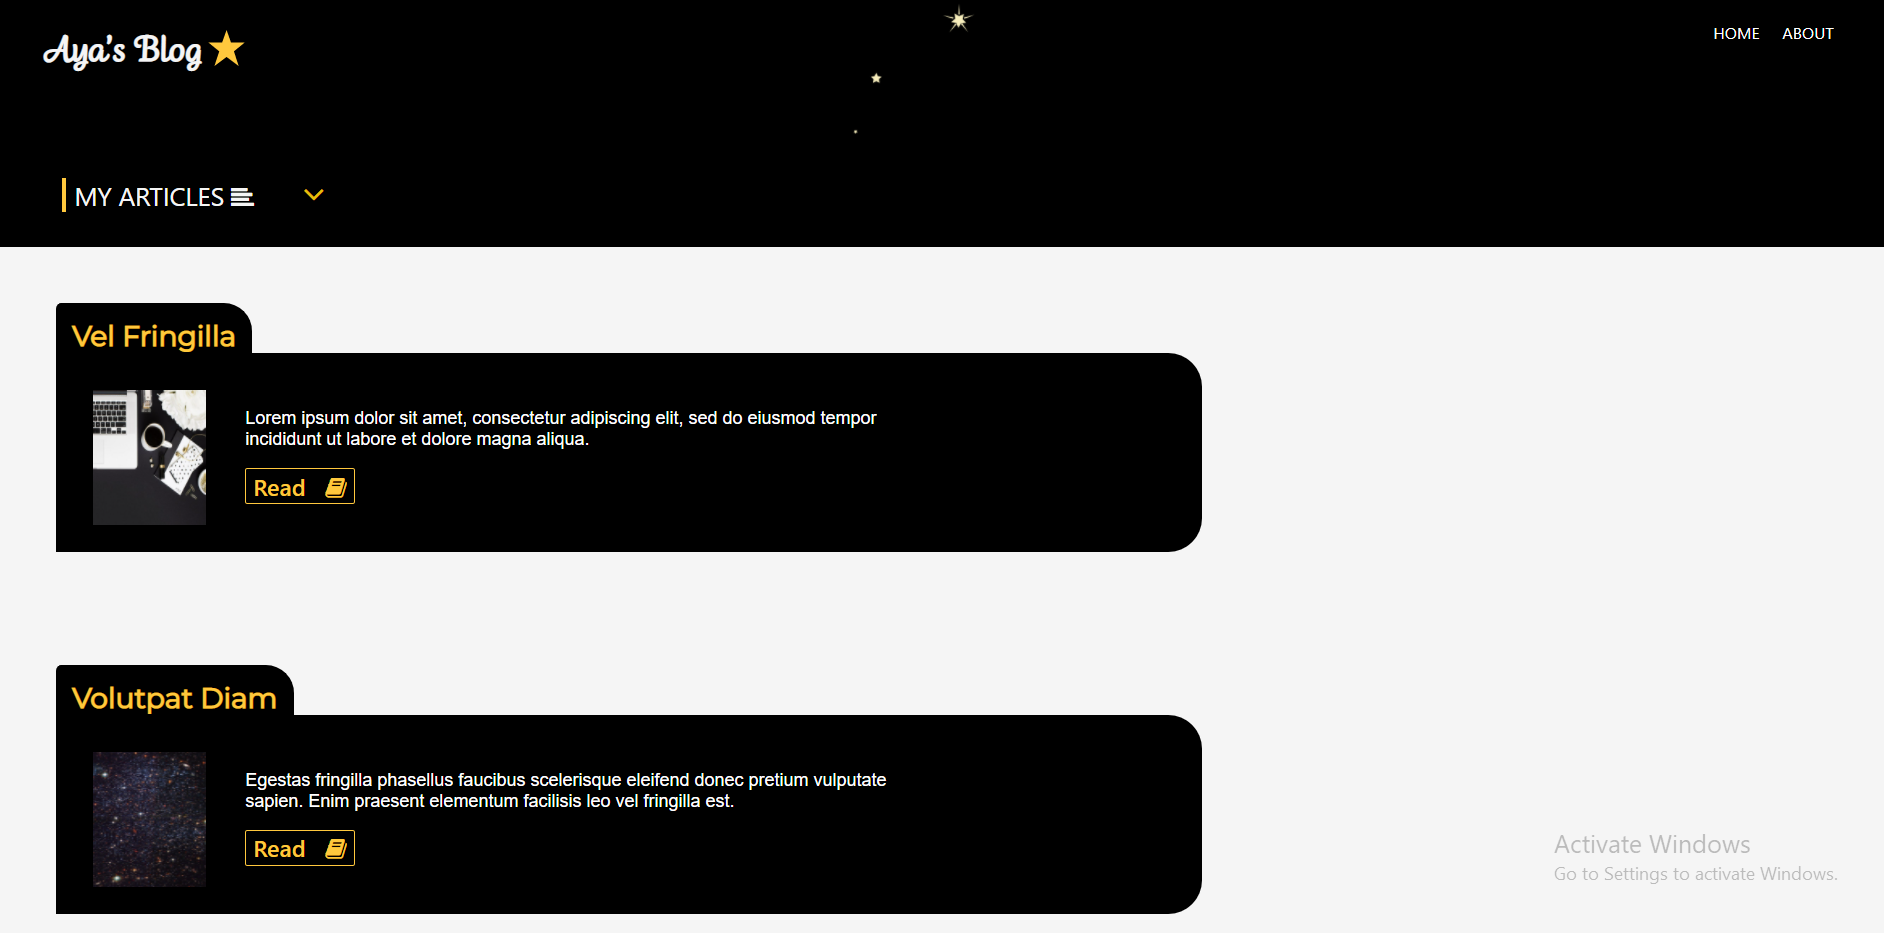 Aya's Blog
HOME ABOUT
MY ARTICLES
Vel Fringilla
Lorem ipsum dolor sit amet, consectetur adipiscing elit, sed do eiusmod tempor
incididunt ut labore et dolore magna aliqua.
Read
Volutpat Diam
Egestas fringilla phasellus faucibus scelerisque eleifend donec pretium vulputate
sapien. Enim praesent elementum facilisis leo vel fringilla est.
Read
Activate Windows
Go to Settings to activate Windows.